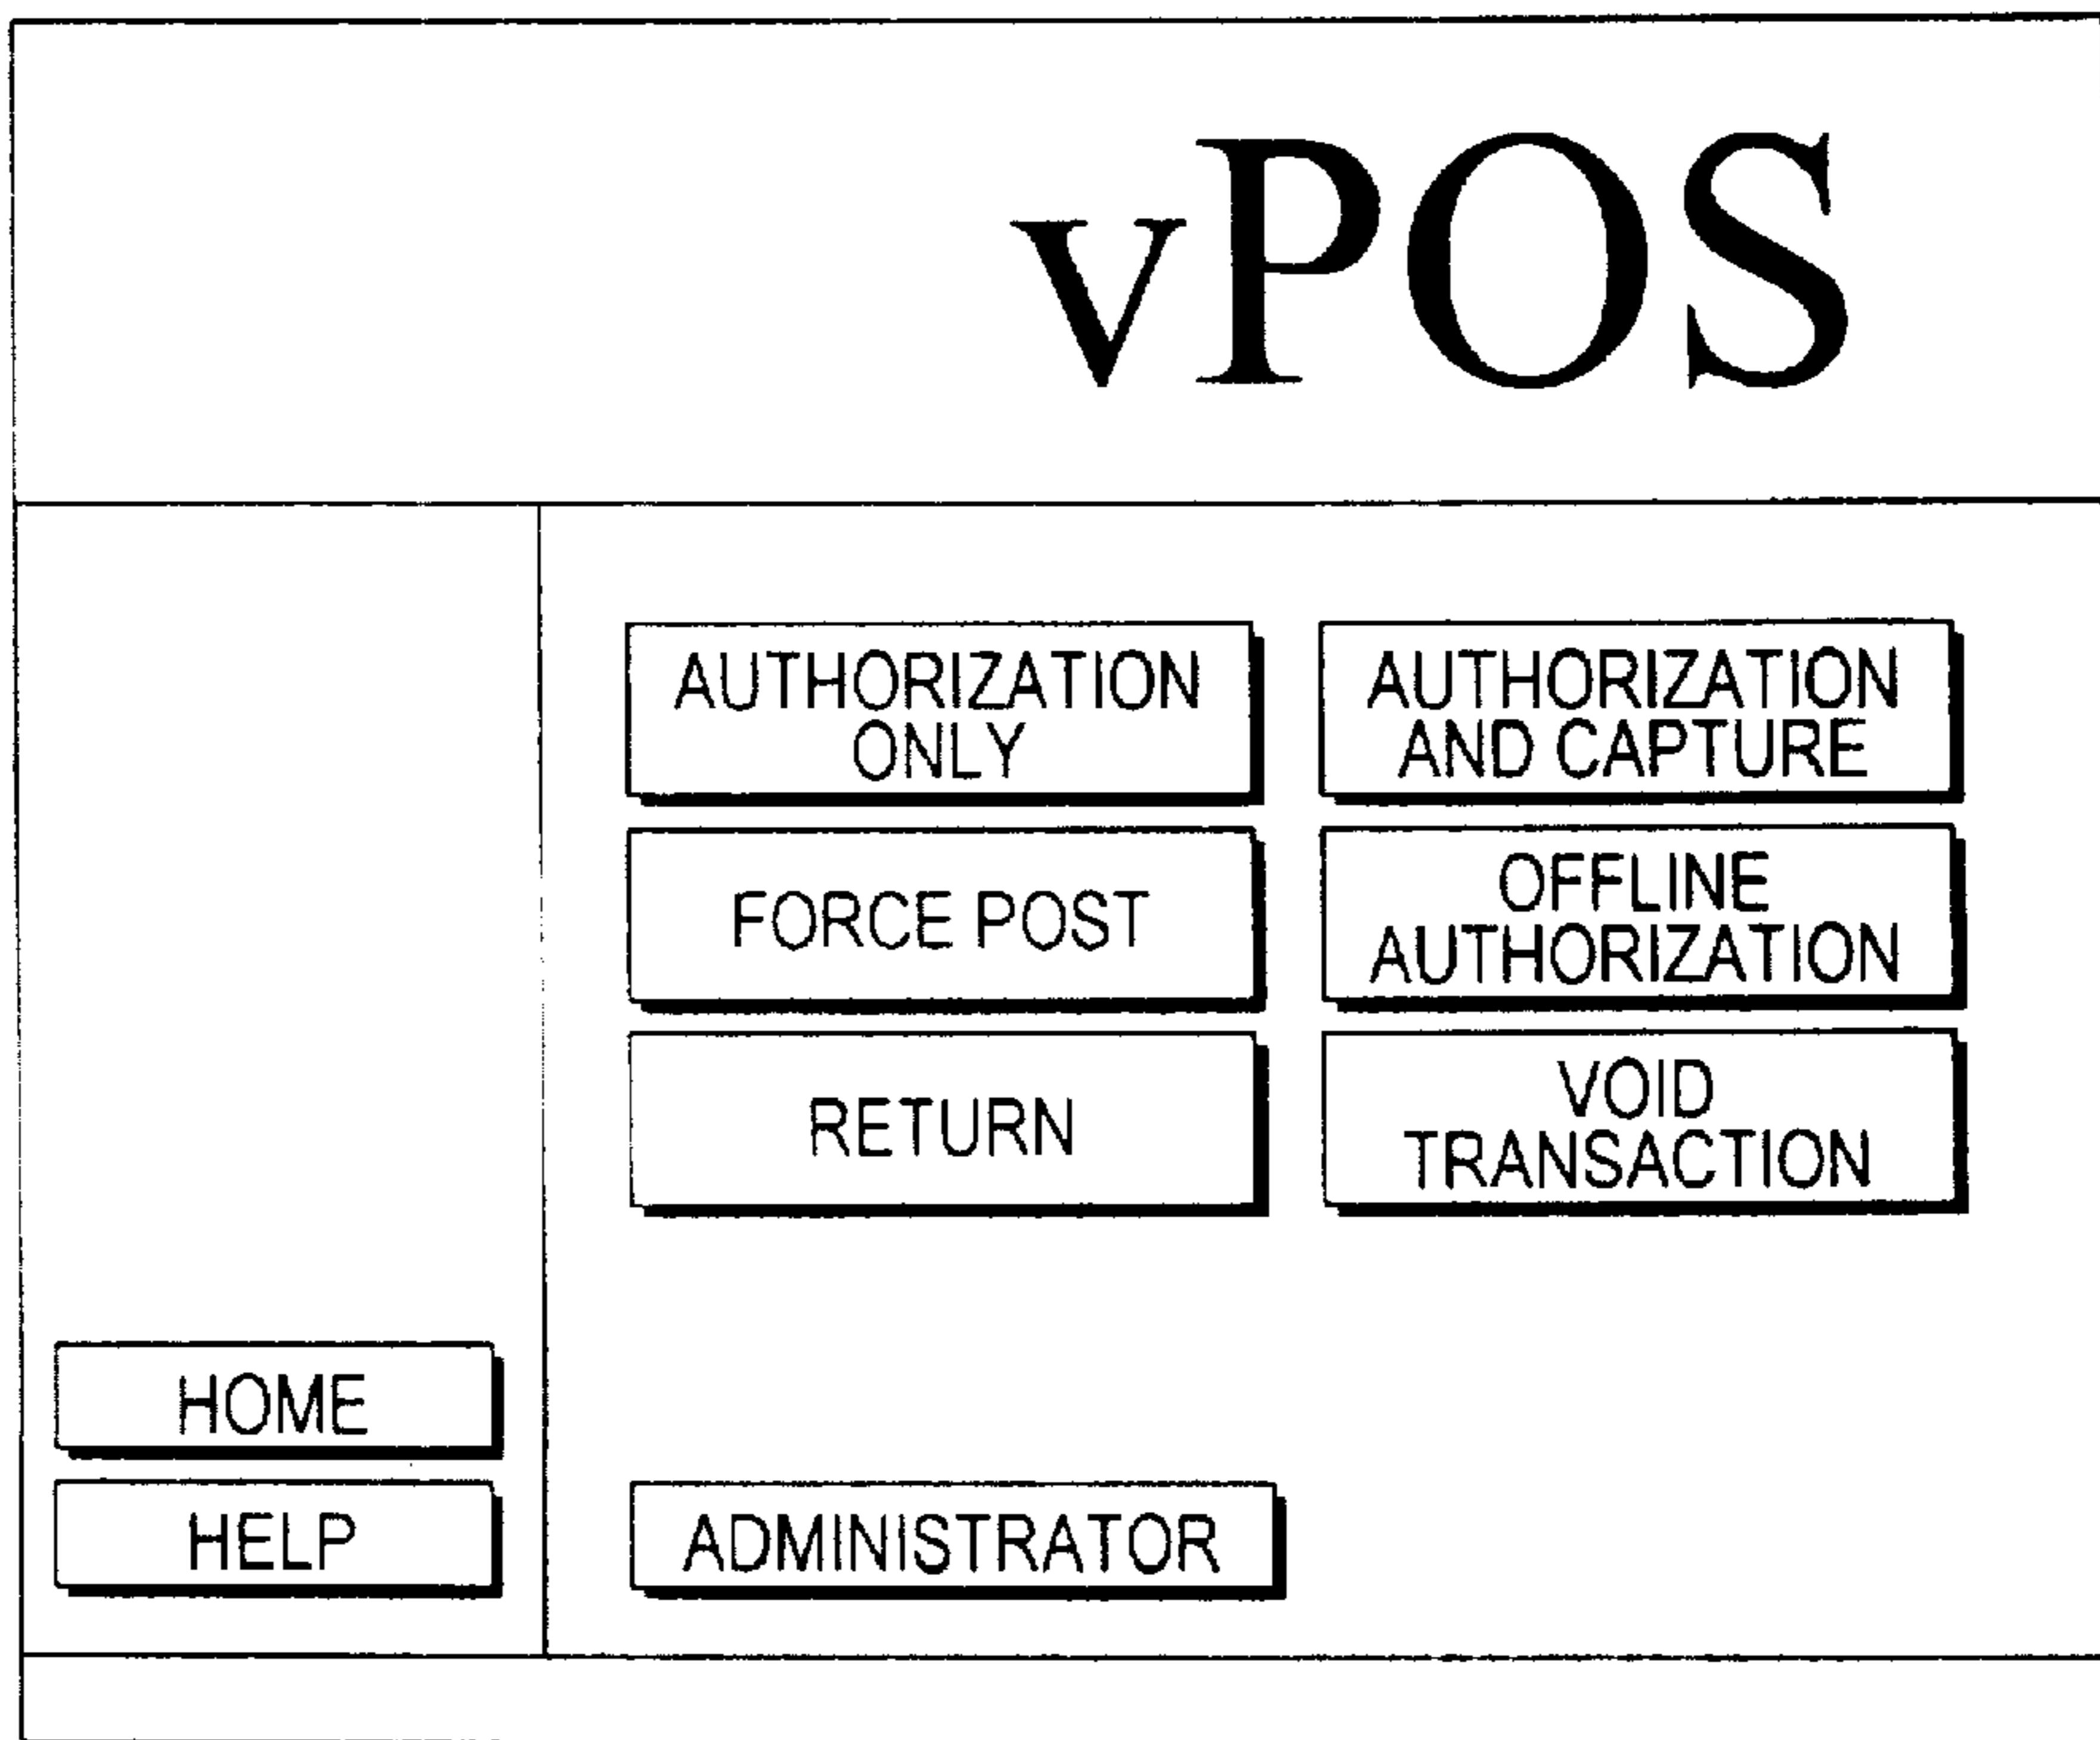 vPOS
AUTHORIZATION
ONLY
AUTHORIZATION
AND CAPTURE
FORCE POST
OFFLINE
AUTHORIZATION
RETURN
VOID
TRANSACTION
HOME
HELP
ADMINISTRATOR